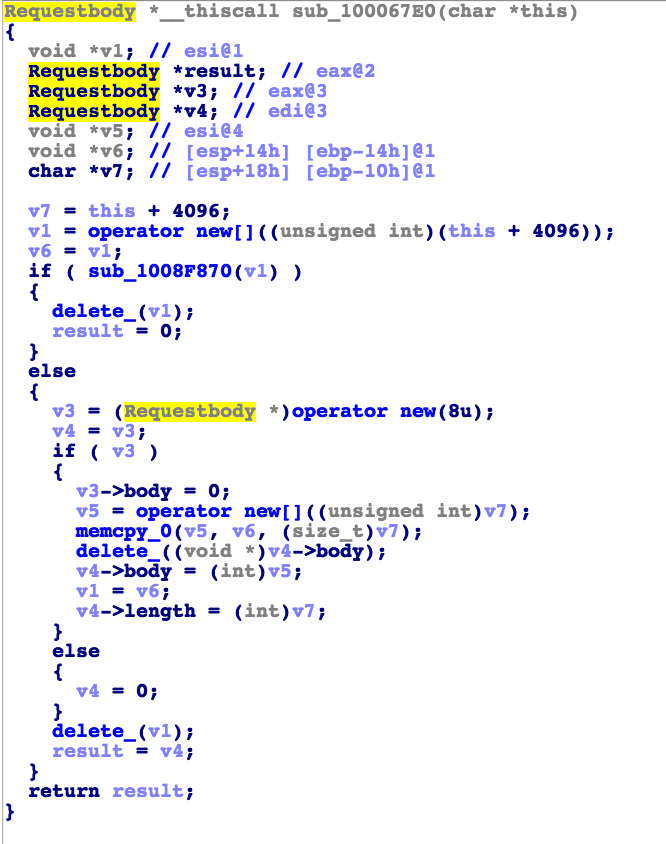 Requestbody *__thiscall sub_100067E0(char *this)
{
  void *v1; // esi@1
  Requestbody *result; // eax@2
  Requestbody *v3; // eax@3
  Requestbody *v4; // edi@3
  void *v5; // esi@4
  void *v6; // [esp+14h] [ebp-14h]@1
  char *v7; // [esp+18h] [ebp-10h]@1

  v7 = this + 4096;
  v1 = operator new[]((unsigned int)(this + 4096));
  v6 = v1;
  if ( sub_1008F870(v1) )
  {
    delete_(v1);
    result = 0;
  }
  else
  {
    v3 = (Requestbody *)operator new(8u);
    v4 = v3;
    if ( v3 )
    {
      v3->body = 0;
      v5 = operator new[]((unsigned int)v7);
      memcpy_0(v5, v6, (size_t)v7);
      delete_((void *)v4->body);
      v4->body = (int)v5;
      v1 = v6;
      v4->length = (int)v7;
    }
    else
    {
      v4 = 0;
    }
    delete_(v1);
    result = v4;
  }
  return result;
}